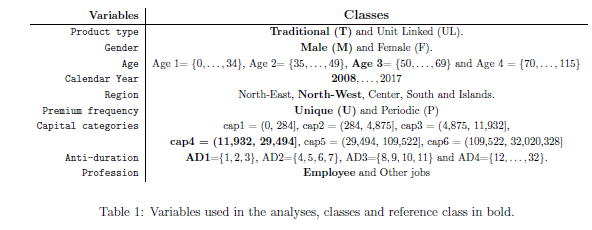 Variables Classes
Product type Traditional (T) and Unit Linked (UL).
Gender Male (M) and Female (F).
Age Age 1= {0,...,34}, Age 2= {35,...,49}, Age 3= {50,...,69} and Age 4 = {70,...,115}
Calendar Year 2008,...,2017
Region North-East, North-West, Center, South and Islands.
Premium frequency Unique (U) and Periodic (P)
Capital categories cap1 = (0, 284], cap2 = (284, 4,875], cap3 = (4,875, 11,932],
cap4 = (11,932, 29,494], cap5 = (29,494, 109,522], cap6 = (109,522, 32,020,328]
Anti-duration AD1={1,2,3}, AD2={4,5,6,7}, AD3={8,9,10,11} and AD4={12,...,32}.
Profession Employee and Other jobs
Table 1: Variables used in the analyses, classes and reference class in bold.